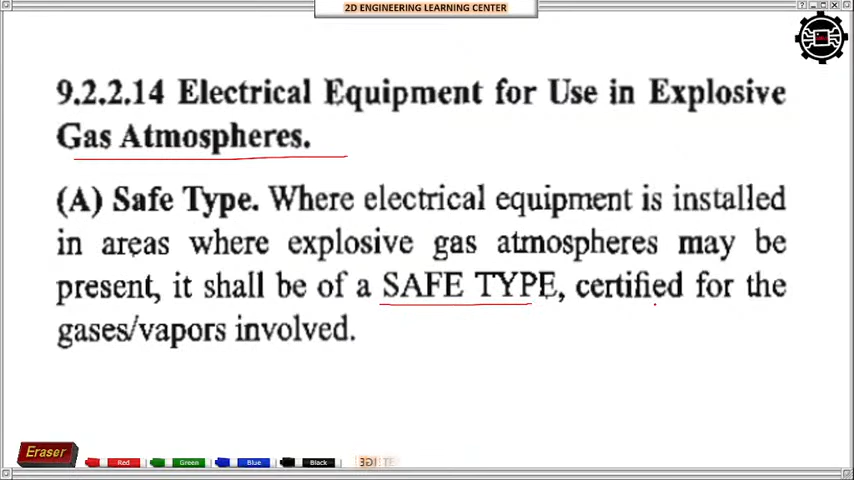 2D ENGINEERING LEARNING CENTER
9.2.2.14 Electrical Equipment for Use in Explosive
Gas Atmospheres.
(A) Safe Type. Where electrical equipment is installed
in areas where explosive gas atmospheres may be
present, it shall be of a SAFE TYPE, certified for the
gases/vapors involved.
Eraser
Red
Green
Blue
Black